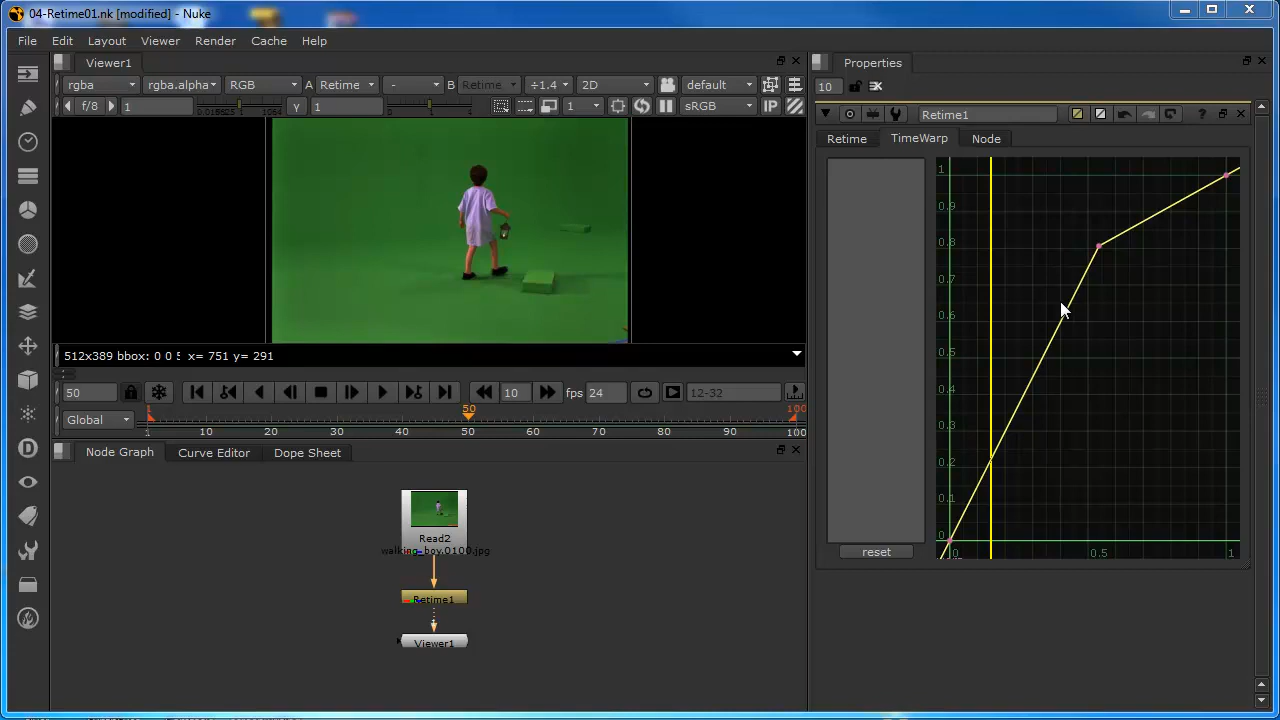 04-Retime01.nk [modified] - Nuke
File Edit Layout Viewer Render Cache Help
Viewer1
Properties
rgba rgba.alpha RGB A Retime - B Retime ÷1.4 2D default
10
f/8 1 γ 1 1 sRGB IP
Retime1 ?
Retime TimeWarp Node
1
0.9
0.8
0.7
0.6
0.5
0.4
0.3
0.2
0.1
0
0 0.5 1
reset
512x389 bbox: 0 0 5 x= 751 y= 291
50 10 fps 24 12-32
Global
1 50 100
1 10 20 30 40 50 60 70 80 90 100
Node Graph Curve Editor Dope Sheet
Read2
walking_boy.0100.jpg
Retime1
Viewer1